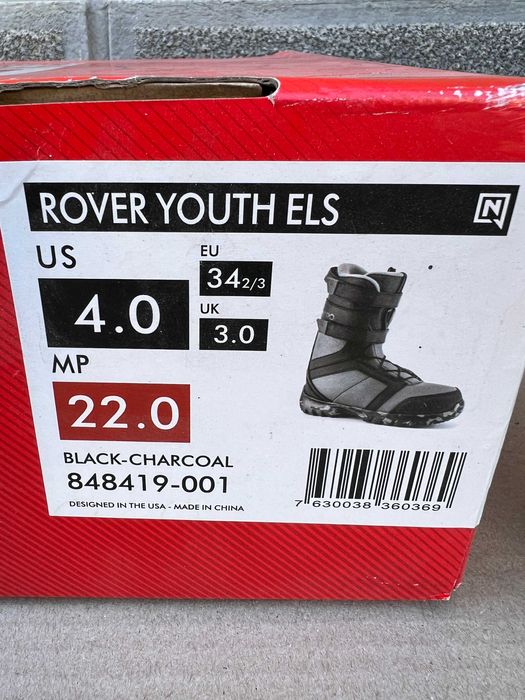 ROVER YOUTH ELS
N
US
4.0
EU
34 2/3
UK
3.0
MP
22.0
BLACK-CHARCOAL
848419-001
DESIGNED IN THE USA - MADE IN CHINA
7 630038 360369